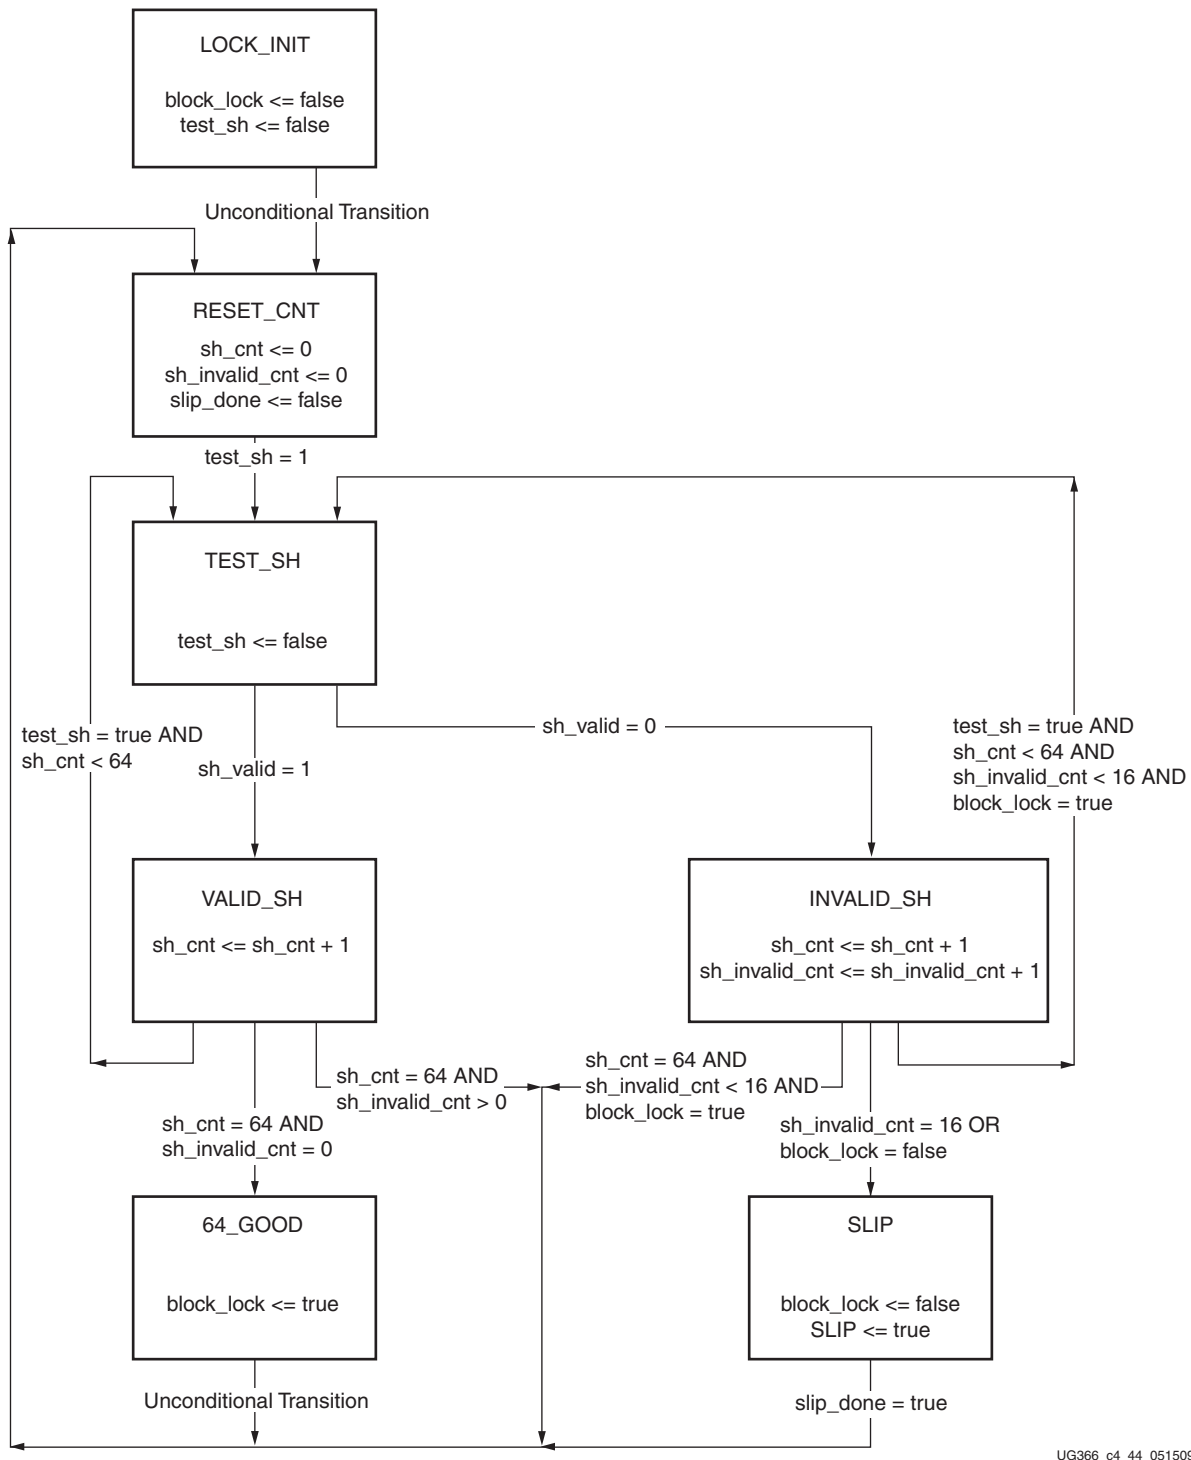 LOCK_INIT
block_lock <= false
test_sh <= false
Unconditional Transition
RESET_CNT
sh_cnt <= 0
sh_invalid_cnt <= 0
slip_done <= false
test_sh = 1
TEST_SH
test_sh <= false
test_sh = true AND
sh_cnt < 64
sh_valid = 1
sh_valid = 0
test_sh = true AND
sh_cnt < 64 AND
sh_invalid_cnt < 16 AND
block_lock = true
VALID_SH
sh_cnt <= sh_cnt + 1
INVALID_SH
sh_cnt <= sh_cnt + 1
sh_invalid_cnt <= sh_invalid_cnt + 1
sh_cnt = 64 AND
sh_invalid_cnt > 0
sh_cnt = 64 AND
sh_invalid_cnt < 16 AND
block_lock = true
sh_cnt = 64 AND
sh_invalid_cnt = 0
sh_invalid_cnt = 16 OR
block_lock = false
64_GOOD
block_lock <= true
SLIP
block_lock <= false
SLIP <= true
Unconditional Transition
slip_done = true
UG366_c4_44_051509